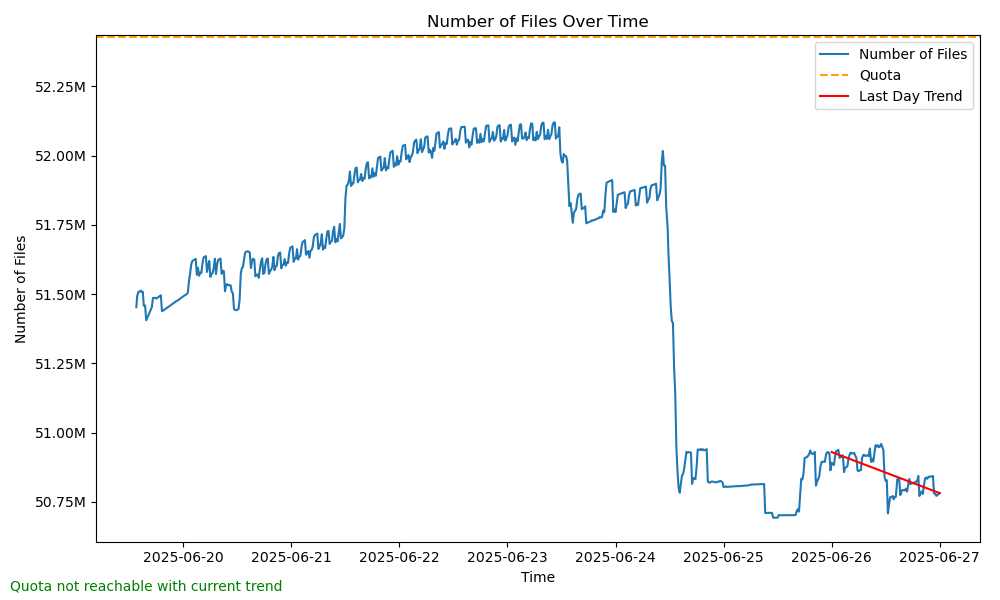 Number of Files Over Time
Number of Files
Quota
Last Day Trend
52.25M
52.00M
51.75M
51.50M
51.25M
51.00M
50.75M
Number of Files
2025-06-20
2025-06-21
2025-06-22
2025-06-23
2025-06-24
2025-06-25
2025-06-26
2025-06-27
Time
Quota not reachable with current trend